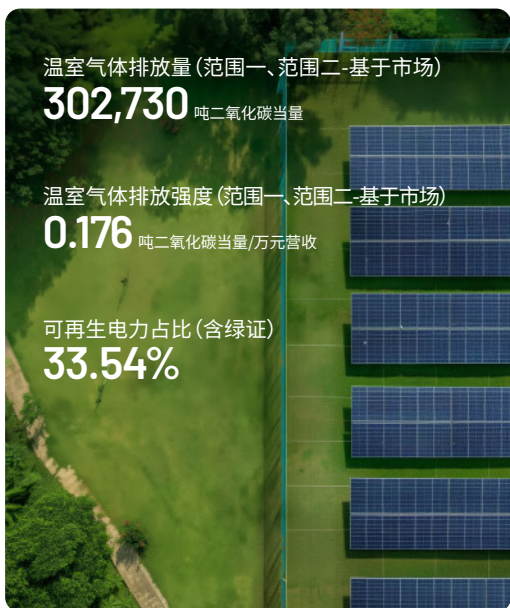 温室气体排放量（范围一、范围二-基于市场）
302,730 吨二氧化碳当量
温室气体排放强度（范围一、范围二-基于市场）
0.176 吨二氧化碳当量/万元营收
可再生电力占比（含绿证）
33.54%